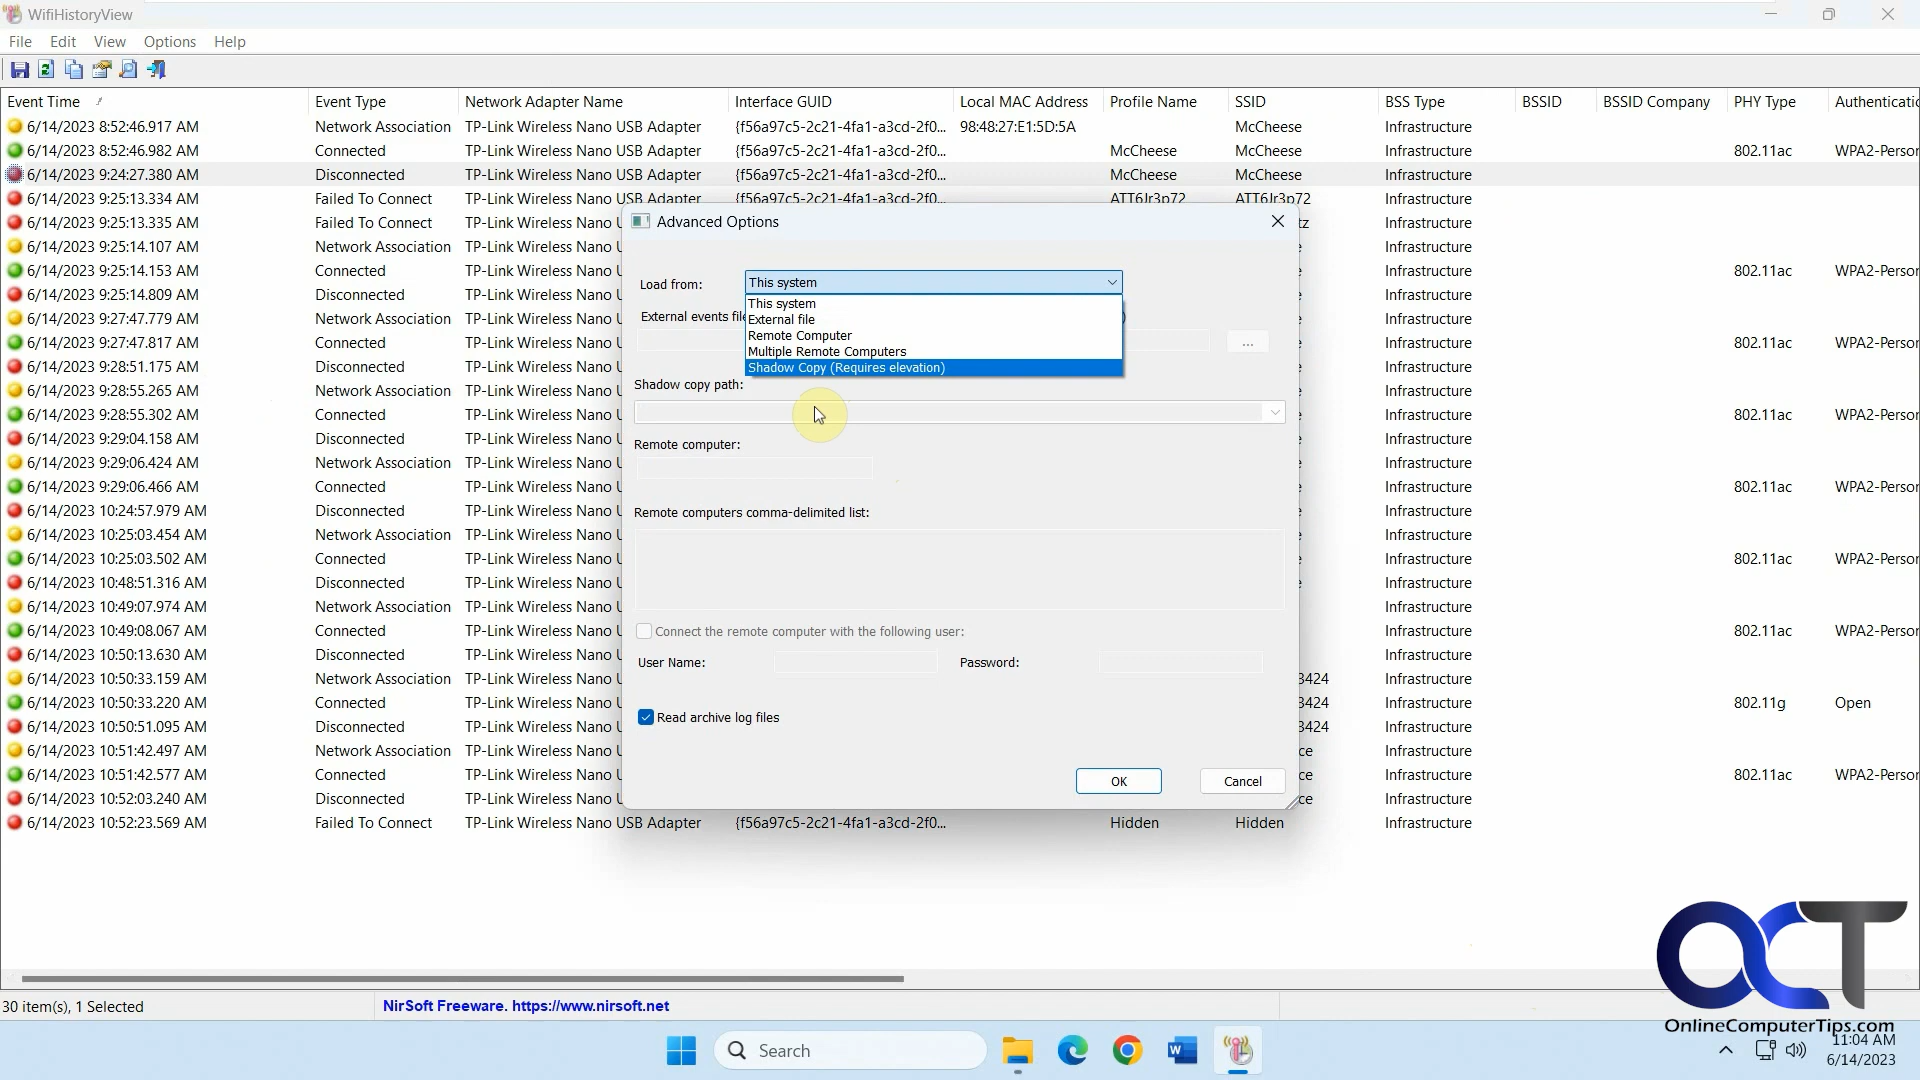 WifiHistoryView
File Edit View Options Help
Event Time Event Type Network Adapter Name Interface GUID Local MAC Address Profile Name SSID BSS Type BSSID BSSID Company PHY Type Authenticatic
6/14/2023 8:52:46.917 AM Network Association TP-Link Wireless Nano USB Adapter {f56a97c5-2c21-4fa1-a3cd-2f0... 98:48:27:E1:5D:5A McCheese Infrastructure
6/14/2023 8:52:46.982 AM Connected TP-Link Wireless Nano USB Adapter {f56a97c5-2c21-4fa1-a3cd-2f0... McCheese McCheese Infrastructure 802.11ac WPA2-Persor
6/14/2023 9:24:27.380 AM Disconnected TP-Link Wireless Nano USB Adapter {f56a97c5-2c21-4fa1-a3cd-2f0... McCheese McCheese Infrastructure
6/14/2023 9:25:13.334 AM Failed To Connect TP-Link Wireless Nano USB Adapter {f56a97c5-2c21-4fa1-a3cd-2f0... ATT6Jr3p72 ATT6Jr3p72 Infrastructure
6/14/2023 9:25:13.335 AM Failed To Connect TP-Link Wireless Nano U tz Infrastructure
6/14/2023 9:25:14.107 AM Network Association TP-Link Wireless Nano U Infrastructure
6/14/2023 9:25:14.153 AM Connected TP-Link Wireless Nano U Infrastructure 802.11ac WPA2-Persor
6/14/2023 9:25:14.809 AM Disconnected TP-Link Wireless Nano U Infrastructure
6/14/2023 9:27:47.779 AM Network Association TP-Link Wireless Nano U Infrastructure
6/14/2023 9:27:47.817 AM Connected TP-Link Wireless Nano U Infrastructure 802.11ac WPA2-Persor
6/14/2023 9:28:51.175 AM Disconnected TP-Link Wireless Nano U Infrastructure
6/14/2023 9:28:55.265 AM Network Association TP-Link Wireless Nano U Infrastructure
6/14/2023 9:28:55.302 AM Connected TP-Link Wireless Nano U Infrastructure 802.11ac WPA2-Persor
6/14/2023 9:29:04.158 AM Disconnected TP-Link Wireless Nano U Infrastructure
6/14/2023 9:29:06.424 AM Network Association TP-Link Wireless Nano U Infrastructure
6/14/2023 9:29:06.466 AM Connected TP-Link Wireless Nano U Infrastructure 802.11ac WPA2-Persor
6/14/2023 10:24:57.979 AM Disconnected TP-Link Wireless Nano U Infrastructure
6/14/2023 10:25:03.454 AM Network Association TP-Link Wireless Nano U Infrastructure
6/14/2023 10:25:03.502 AM Connected TP-Link Wireless Nano U Infrastructure 802.11ac WPA2-Persor
6/14/2023 10:48:51.316 AM Disconnected TP-Link Wireless Nano U Infrastructure
6/14/2023 10:49:07.974 AM Network Association TP-Link Wireless Nano U Infrastructure
6/14/2023 10:49:08.067 AM Connected TP-Link Wireless Nano U Infrastructure 802.11ac WPA2-Persor
6/14/2023 10:50:13.630 AM Disconnected TP-Link Wireless Nano U Infrastructure
6/14/2023 10:50:33.159 AM Network Association TP-Link Wireless Nano U 3424 Infrastructure
6/14/2023 10:50:33.220 AM Connected TP-Link Wireless Nano U 3424 Infrastructure 802.11g Open
6/14/2023 10:50:51.095 AM Disconnected TP-Link Wireless Nano U 3424 Infrastructure
6/14/2023 10:51:42.497 AM Network Association TP-Link Wireless Nano U ce Infrastructure
6/14/2023 10:51:42.577 AM Connected TP-Link Wireless Nano U ce Infrastructure 802.11ac WPA2-Persor
6/14/2023 10:52:03.240 AM Disconnected TP-Link Wireless Nano U ce Infrastructure
6/14/2023 10:52:23.569 AM Failed To Connect TP-Link Wireless Nano USB Adapter {f56a97c5-2c21-4fa1-a3cd-2f0... Hidden Hidden Infrastructure
Advanced Options
Load from: This system
This system
External events file
External file
Remote Computer
...
Multiple Remote Computers
Shadow Copy (Requires elevation)
Shadow copy path:
Remote computer:
Remote computers comma-delimited list:
Connect the remote computer with the following user:
User Name: Password:
Read archive log files
OK Cancel
30 item(s), 1 Selected NirSoft Freeware. https://www.nirsoft.net
OCT
OnlineComputerTips.com
Search
11:04 AM
6/14/2023